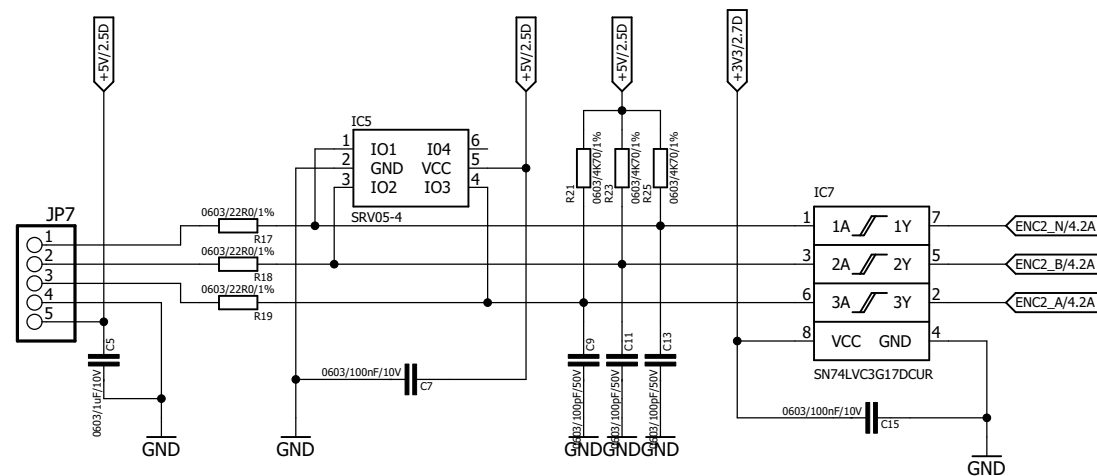 +5V/2.5D
+5V/2.5D
+5V/2.5D
+3V3/2.7D
IC5
1 IO1 I04 6
2 GND VCC 5
3 IO2 IO3 4
SRV05-4
R21
0603/4K70/1%
R23
0603/4K70/1%
R25
0603/4K70/1%
IC7
JP7
1
2
3
4
5
0603/22R0/1%
R17
0603/22R0/1%
R18
0603/22R0/1%
R19
1 1A 1Y 7
3 2A 2Y 5
6 3A 3Y 2
8 VCC GND 4
SN74LVC3G17DCUR
ENC2_N/4.2A
ENC2_B/4.2A
ENC2_A/4.2A
C5
0603/1uF/10V
0603/100nF/10V
C7
C9
0603/100pF/50V
C11
0603/100pF/50V
C13
0603/100pF/50V
0603/100nF/10V
C15
GND
GND
GND
GND
GND
GND